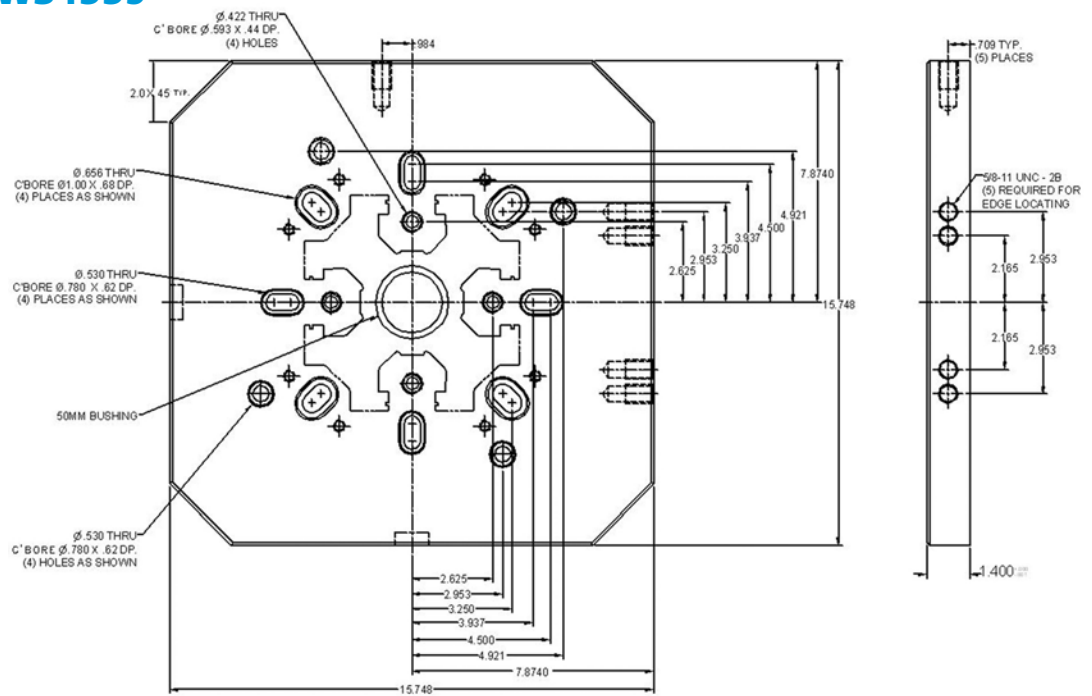 Ø.422 THRU
C'BORE Ø.593 X .44 DP.
(4) HOLES
.984
.709 TYP.
(5) PLACES
2.0 X 45 TYP.
Ø.656 THRU
C'BORE Ø1.00 X .68 DP.
(4) PLACES AS SHOWN
7.8740
4.921
4.500
3.937
3.250
2.953
2.625
15.748
5/8-11 UNC - 2B
(5) REQUIRED FOR
EDGE LOCATING
2.165
2.953
2.165
2.953
Ø.530 THRU
C'BORE Ø.780 X .62 DP.
(4) PLACES AS SHOWN
50MM BUSHING
Ø.530 THRU
C'BORE Ø.780 X .62 DP.
(4) HOLES AS SHOWN
1.400
2.625
2.953
3.250
3.937
4.500
4.921
7.8740
15.748